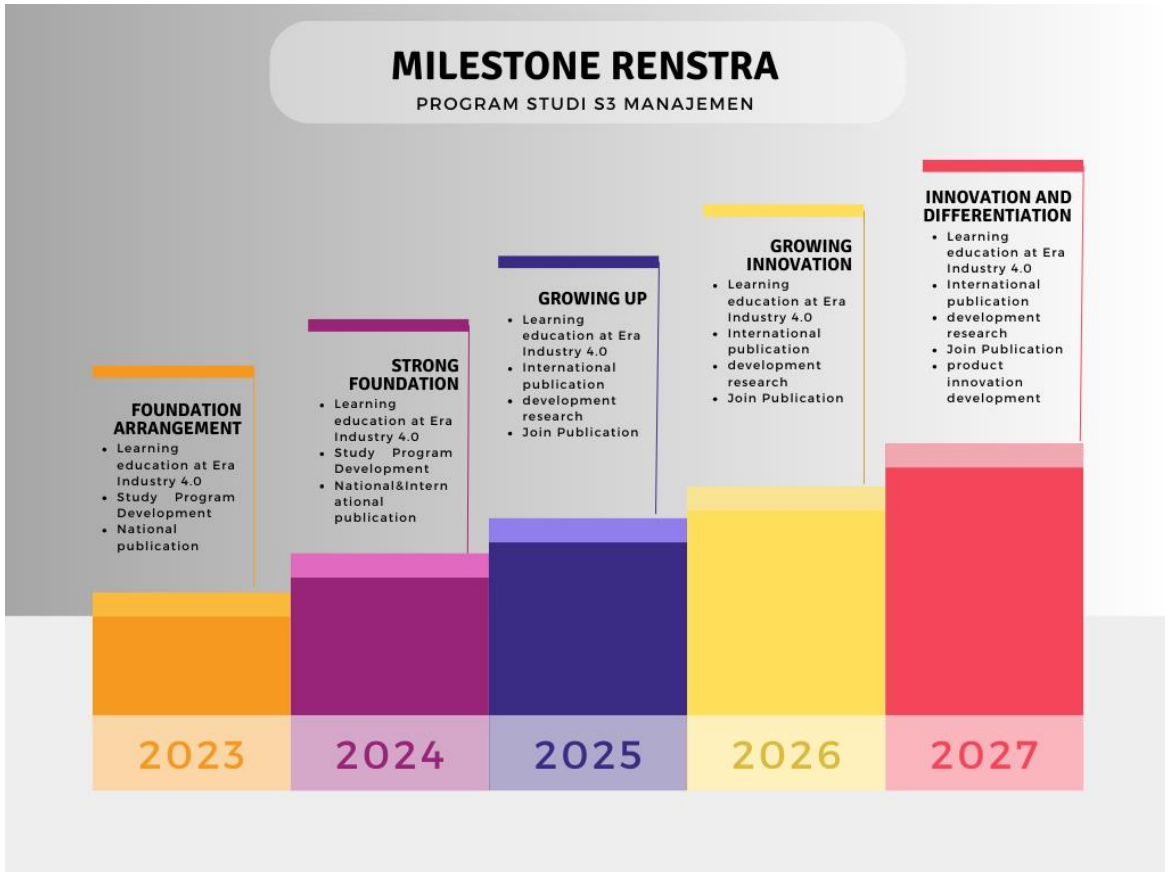 MILESTONE RENSTRA
PROGRAM STUDI S3 MANAJEMEN
FOUNDATION
ARRANGEMENT
• Learning
education at Era
Industry 4.0
• Study Program
Development
• National
publication
STRONG
FOUNDATION
• Learning
education at Era
Industry 4.0
• Study Program
Development
• National&Intern
ational
publication
GROWING UP
• Learning
education at Era
Industry 4.0
• International
publication
• development
research
• Join Publication
GROWING
INNOVATION
• Learning
education at Era
Industry 4.0
• International
publication
• development
research
• Join Publication
INNOVATION AND
DIFFERENTIATION
• Learning
education at Era
Industry 4.0
• International
publication
• development
research
• Join Publication
• product
innovation
development
2023
2024
2025
2026
2027